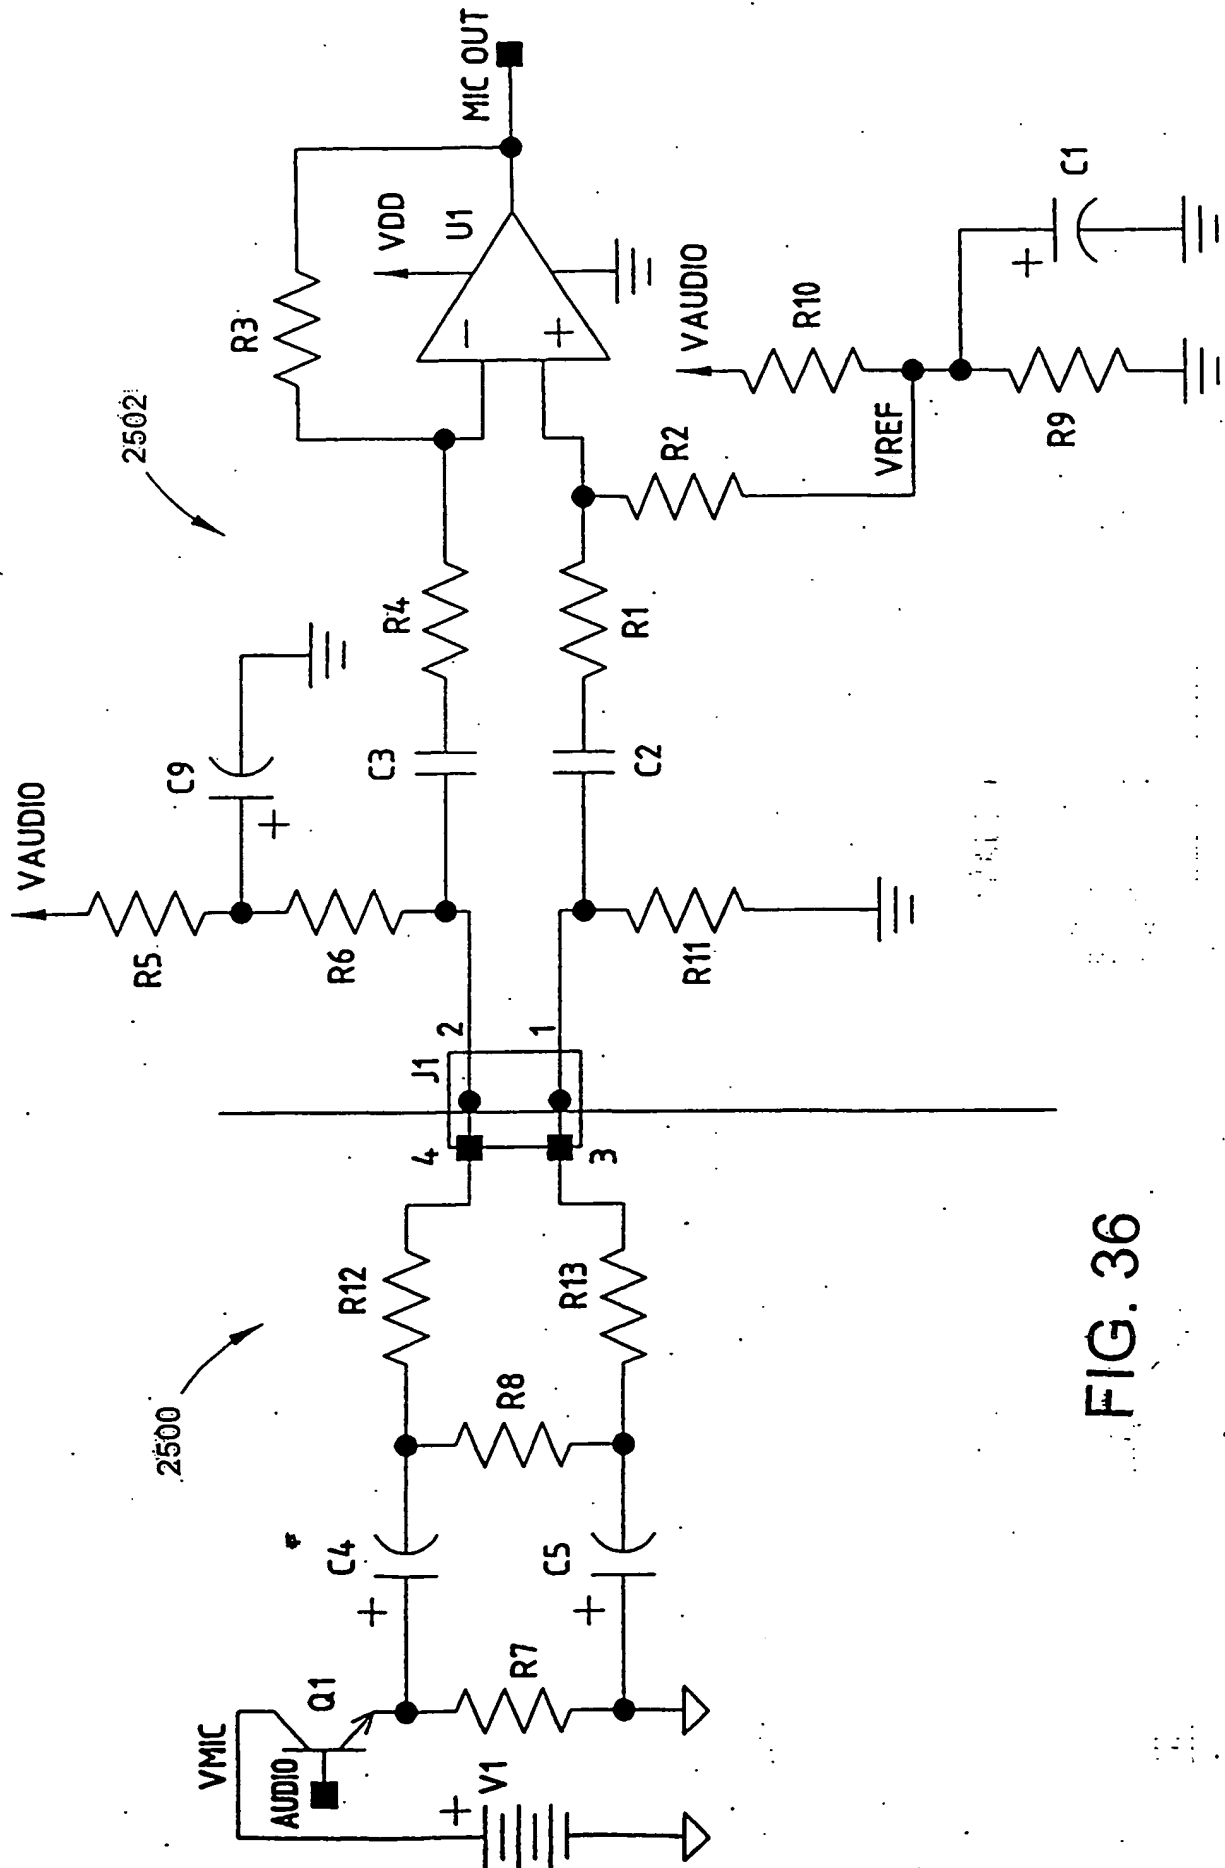 VAUDIO
R5
C9
+
R6
2502
R3
VDD
U1
MIC OUT
−
+
R4
C3
C2
R1
R2
VAUDIO
R10
VREF
R9
+
C1
R11
J1
2
1
4
3
2500
R12
R13
R8
C4
+
C5
+
VMIC
Q1
AUDIO
R7
V1
+
FIG. 36